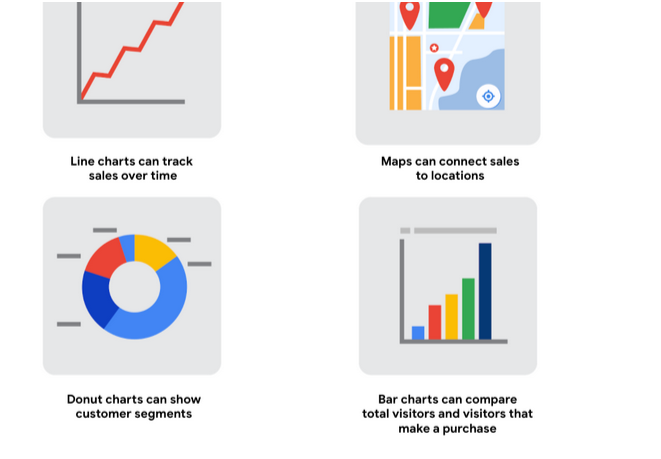 Line charts can track
sales over time
Maps can connect sales
to locations
Donut charts can show
customer segments
Bar charts can compare
total visitors and visitors that
make a purchase